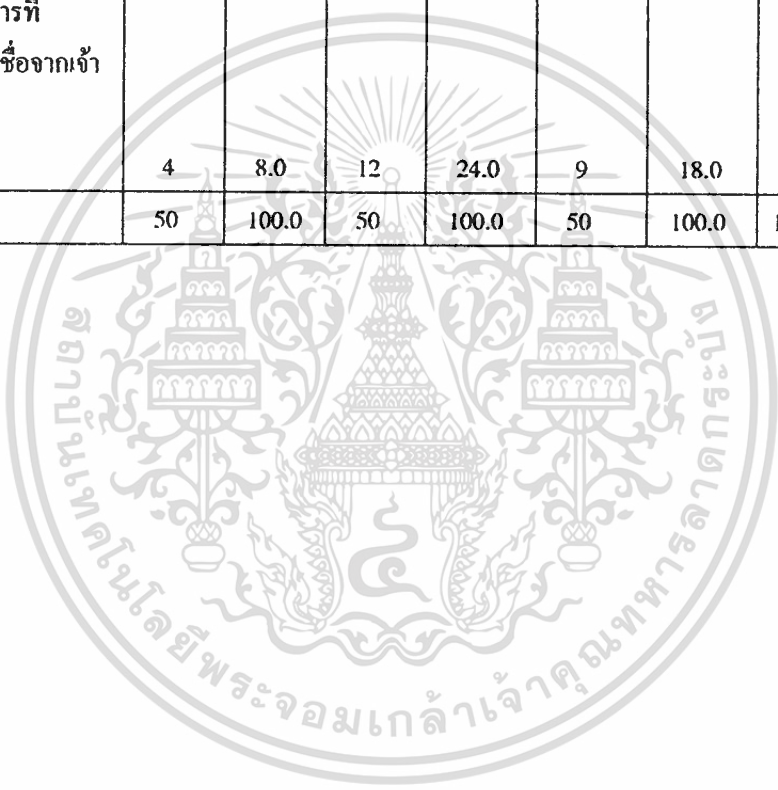 ารที่
ชื่อจากเจ้า
4 8.0 12 24.0 9 18.0
50 100.0 50 100.0 50 100.0
สถาบันเทคโนโลยีพระจอมเกล้าเจ้าคุณทหารลาดกระบัง